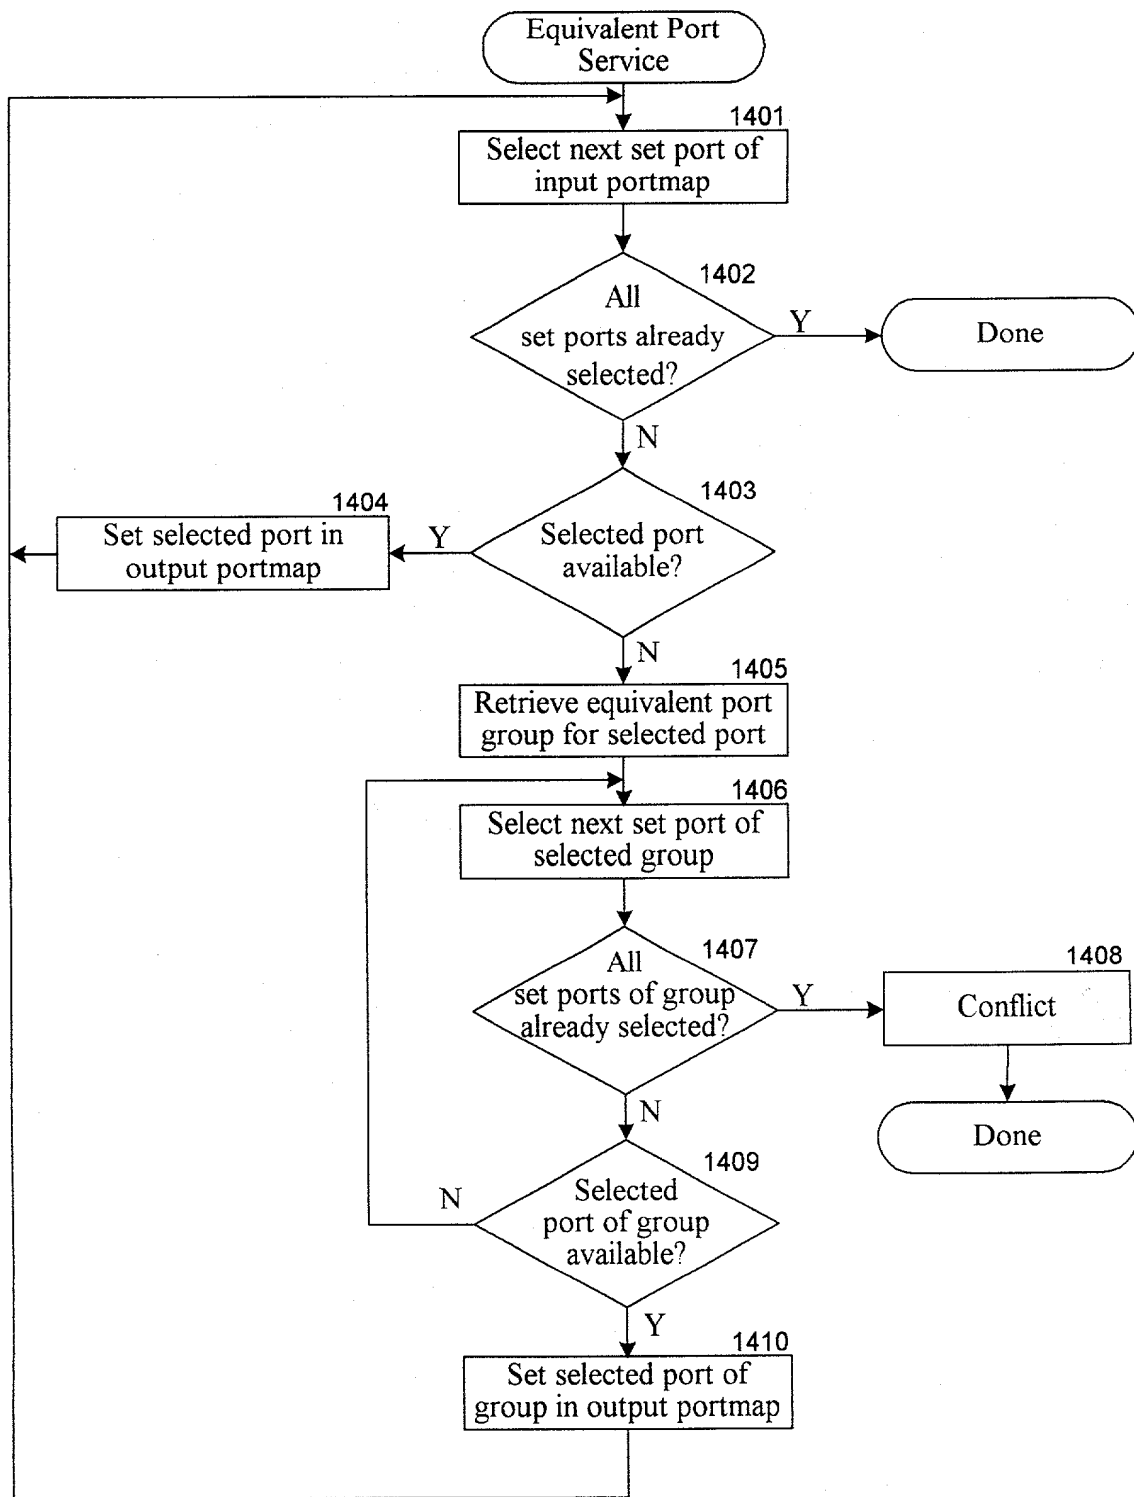 Equivalent Port
Service
1401
Select next set port of
input portmap
1402
All
set ports already
selected?
Y
Done
N
1403
Selected port
available?
Y
1404
Set selected port in
output portmap
N
1405
Retrieve equivalent port
group for selected port
1406
Select next set port of
selected group
1407
All
set ports of group
already selected?
Y
1408
Conflict
Done
N
1409
Selected
port of group
available?
N
Y
1410
Set selected port of
group in output portmap